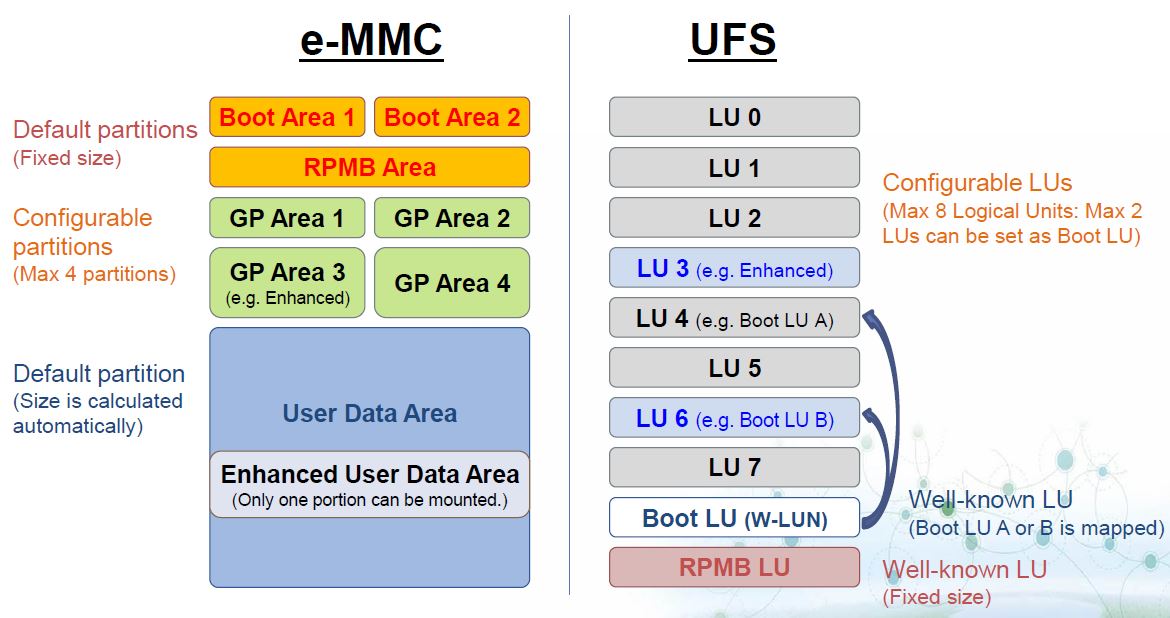 e-MMC
Default partitions
(Fixed size)
Boot Area 1
Boot Area 2
RPMB Area
Configurable
partitions
(Max 4 partitions)
GP Area 1
GP Area 2
GP Area 3
(e.g. Enhanced)
GP Area 4
Default partition
(Size is calculated
automatically)
User Data Area
Enhanced User Data Area
(Only one portion can be mounted.)
UFS
LU 0
LU 1
LU 2
LU 3 (e.g. Enhanced)
LU 4 (e.g. Boot LU A)
LU 5
LU 6 (e.g. Boot LU B)
LU 7
Boot LU (W-LUN)
RPMB LU
Configurable LUs
(Max 8 Logical Units: Max 2
LUs can be set as Boot LU)
Well-known LU
(Boot LU A or B is mapped)
Well-known LU
(Fixed size)